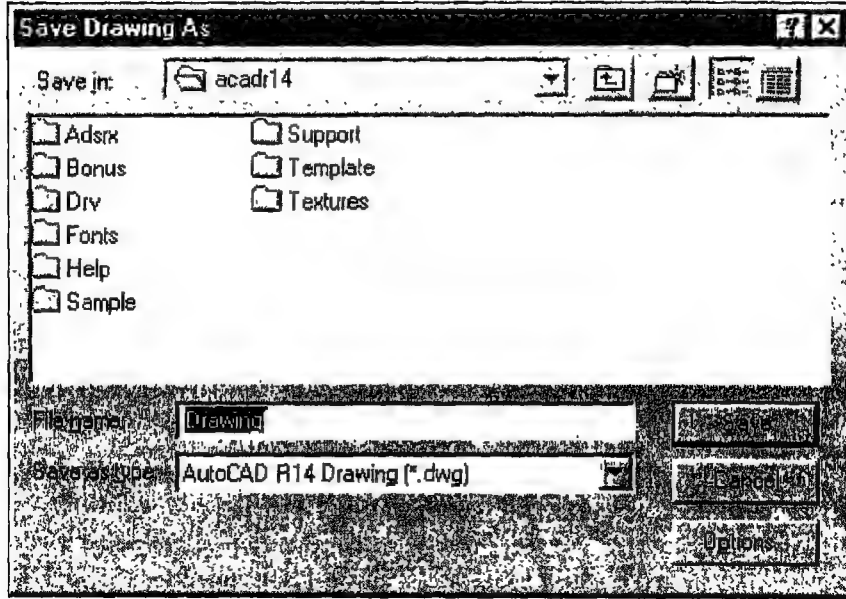 Save Drawing As
Save in: acadr14
Adsrx
Bonus
Drv
Fonts
Help
Sample
Support
Template
Textures
File name: Drawing
Save
Save as type: AutoCAD R14 Drawing (*.dwg)
Cancel
Options...